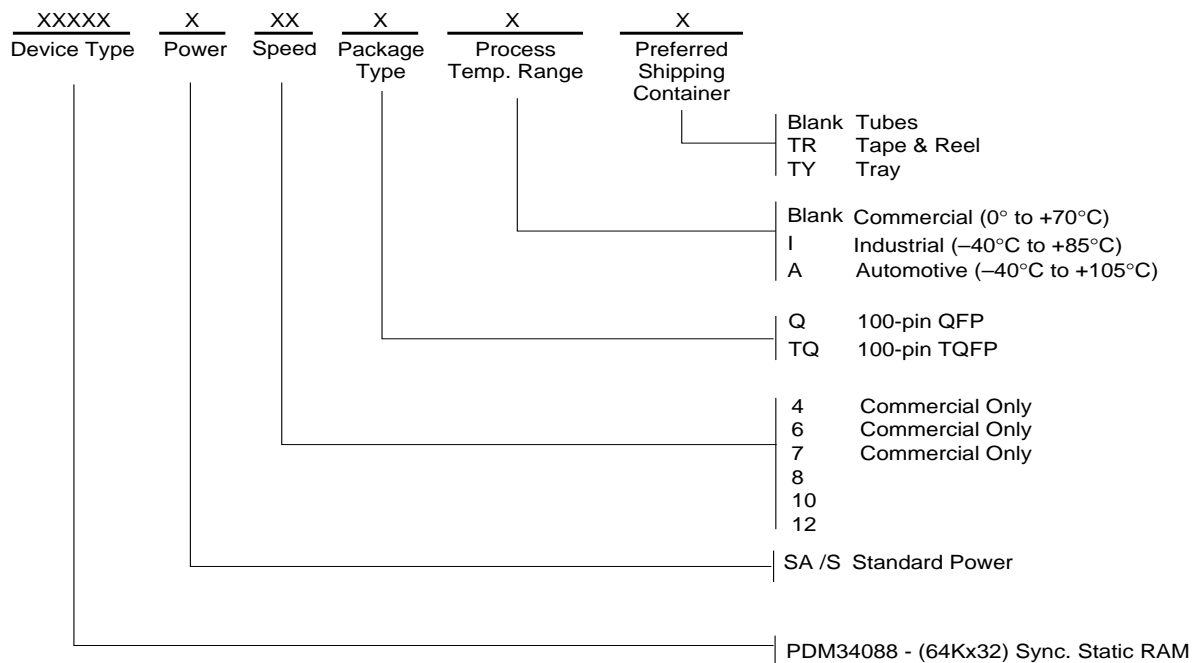 XXXXX X XX X X X
Device Type Power Speed Package Type Process Temp. Range Preferred Shipping Container
Blank Tubes
TR Tape & Reel
TY Tray
Blank Commercial (0° to +70°C)
I Industrial (–40°C to +85°C)
A Automotive (–40°C to +105°C)
Q 100-pin QFP
TQ 100-pin TQFP
4 Commercial Only
6 Commercial Only
7 Commercial Only
8
10
12
SA /S Standard Power
PDM34088 - (64Kx32) Sync. Static RAM